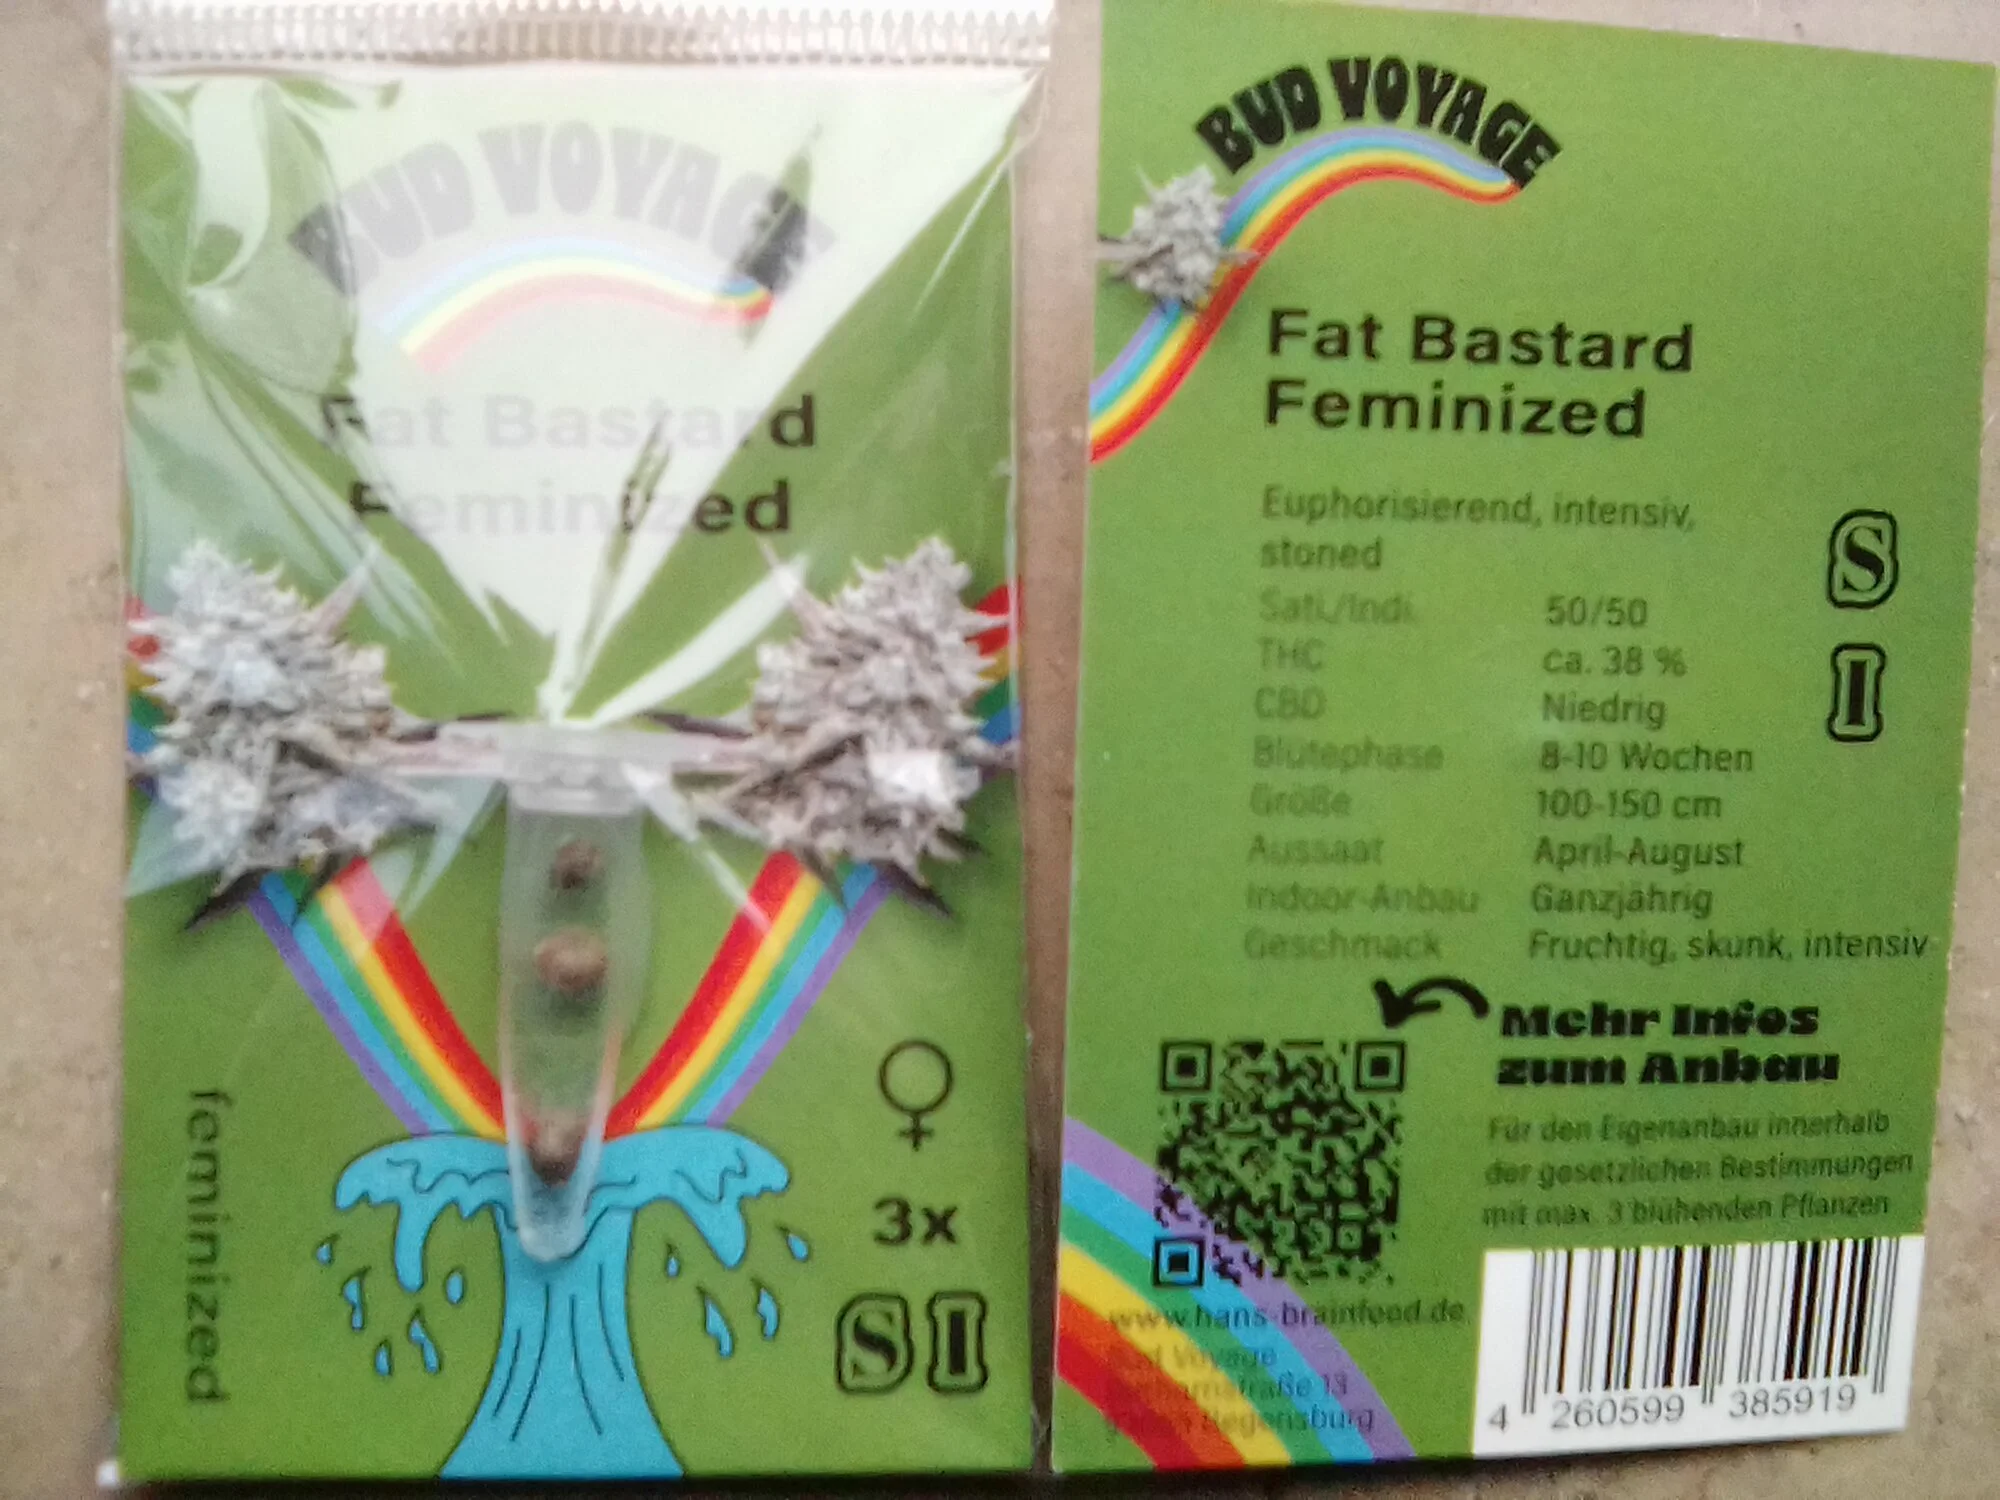 BUD VOYAGE
Fat Bastard
Feminized
feminized
3x
S I
BUD VOYAGE
Fat Bastard
Feminized
Euphorisierend, intensiv,
stoned
Sati./Indi. 50/50
THC ca. 38 %
CBD Niedrig
Blütephase 8-10 Wochen
Größe 100-150 cm
Aussaat April-August
Indoor-Anbau Ganzjährig
Geschmack Fruchtig, skunk, intensiv
S
I
Mehr Infos
zum Anbau
Für den Eigenanbau innerhalb
der gesetzlichen Bestimmungen
mit max. 3 blühenden Pflanzen
www.hans-brainfood.de
Bud Voyage
13
Regensburg
4 260599 385919